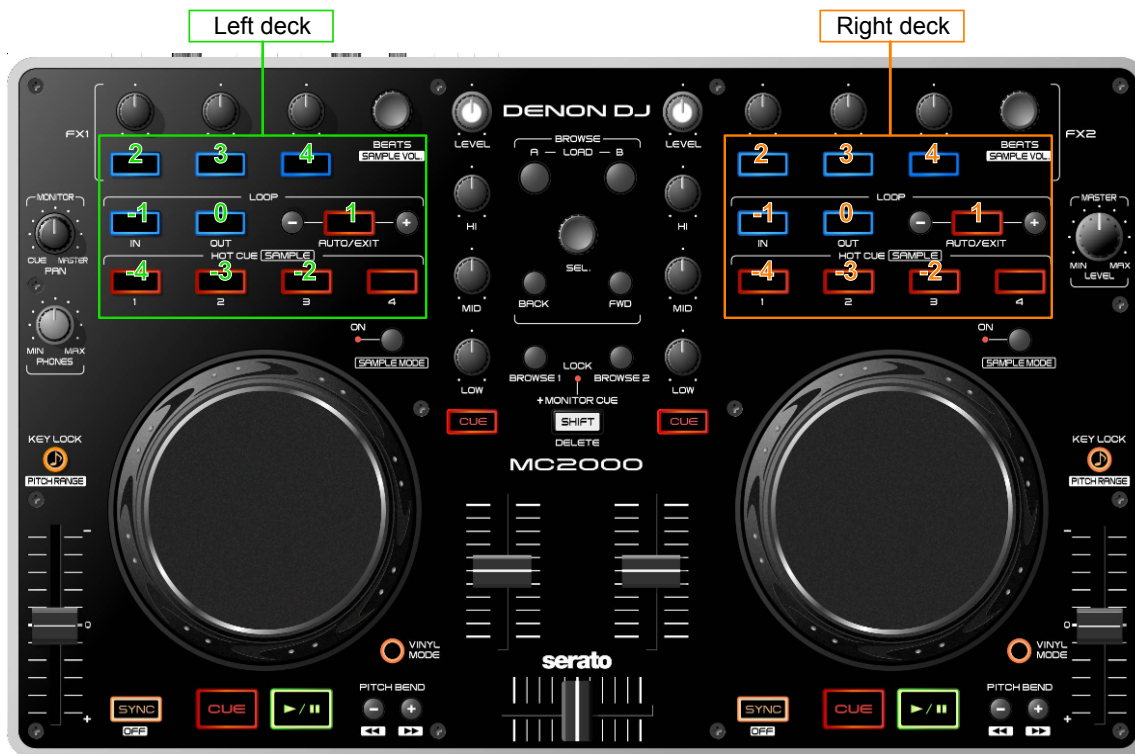 Left deck
Right deck
DENON DJ
FX1
2 3 4
BEATS
SAMPLE VOL.
LEVEL
BROWSE
A LOAD B
LEVEL
2 3 4
BEATS
SAMPLE VOL.
FX2
MONITOR
CUE MASTER
PAN
MIN MAX
PHONES
LOOP
-1 0 - 1 +
IN OUT AUTO/EXIT
HOT CUE SAMPLE
-4 -3 -2
1 2 3 4
ON
SAMPLE MODE
HI
MID
LOW
CUE
SEL.
BACK FWD
BROWSE 1 LOCK BROWSE 2
+MONITOR CUE
SHIFT
DELETE
MC2000
HI
MID
LOW
CUE
LOOP
-1 0 - 1 +
IN OUT AUTO/EXIT
HOT CUE SAMPLE
-4 -3 -2
1 2 3 4
ON
SAMPLE MODE
MASTER
MIN MAX
LEVEL
KEY LOCK
PITCH RANGE
-
0
+
VINYL
MODE
SYNC
OFF
CUE
►/II
PITCH BEND
- +
◄◄ ►►
serato
KEY LOCK
PITCH RANGE
-
0
+
VINYL
MODE
SYNC
OFF
CUE
►/II
PITCH BEND
- +
◄◄ ►►